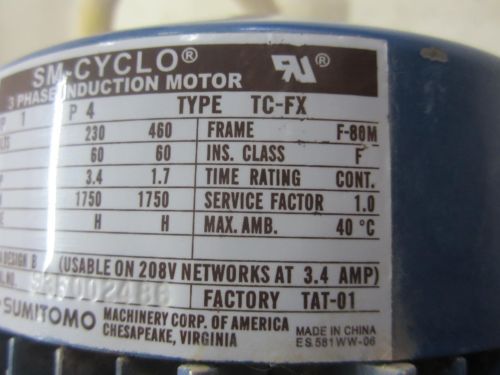 SM-CYCLO®
3 PHASE INDUCTION MOTOR
1 P 4 TYPE TC-FX
230 460 FRAME F-80M
60 60 INS. CLASS F
3.4 1.7 TIME RATING CONT.
1750 1750 SERVICE FACTOR 1.0
H H MAX. AMB. 40 °C
DESIGN B (USABLE ON 208V NETWORKS AT 3.4 AMP)
FACTORY TAT-01
SUMITOMO MACHINERY CORP. OF AMERICA
CHESAPEAKE, VIRGINIA
MADE IN CHINA
ES.581WW-06